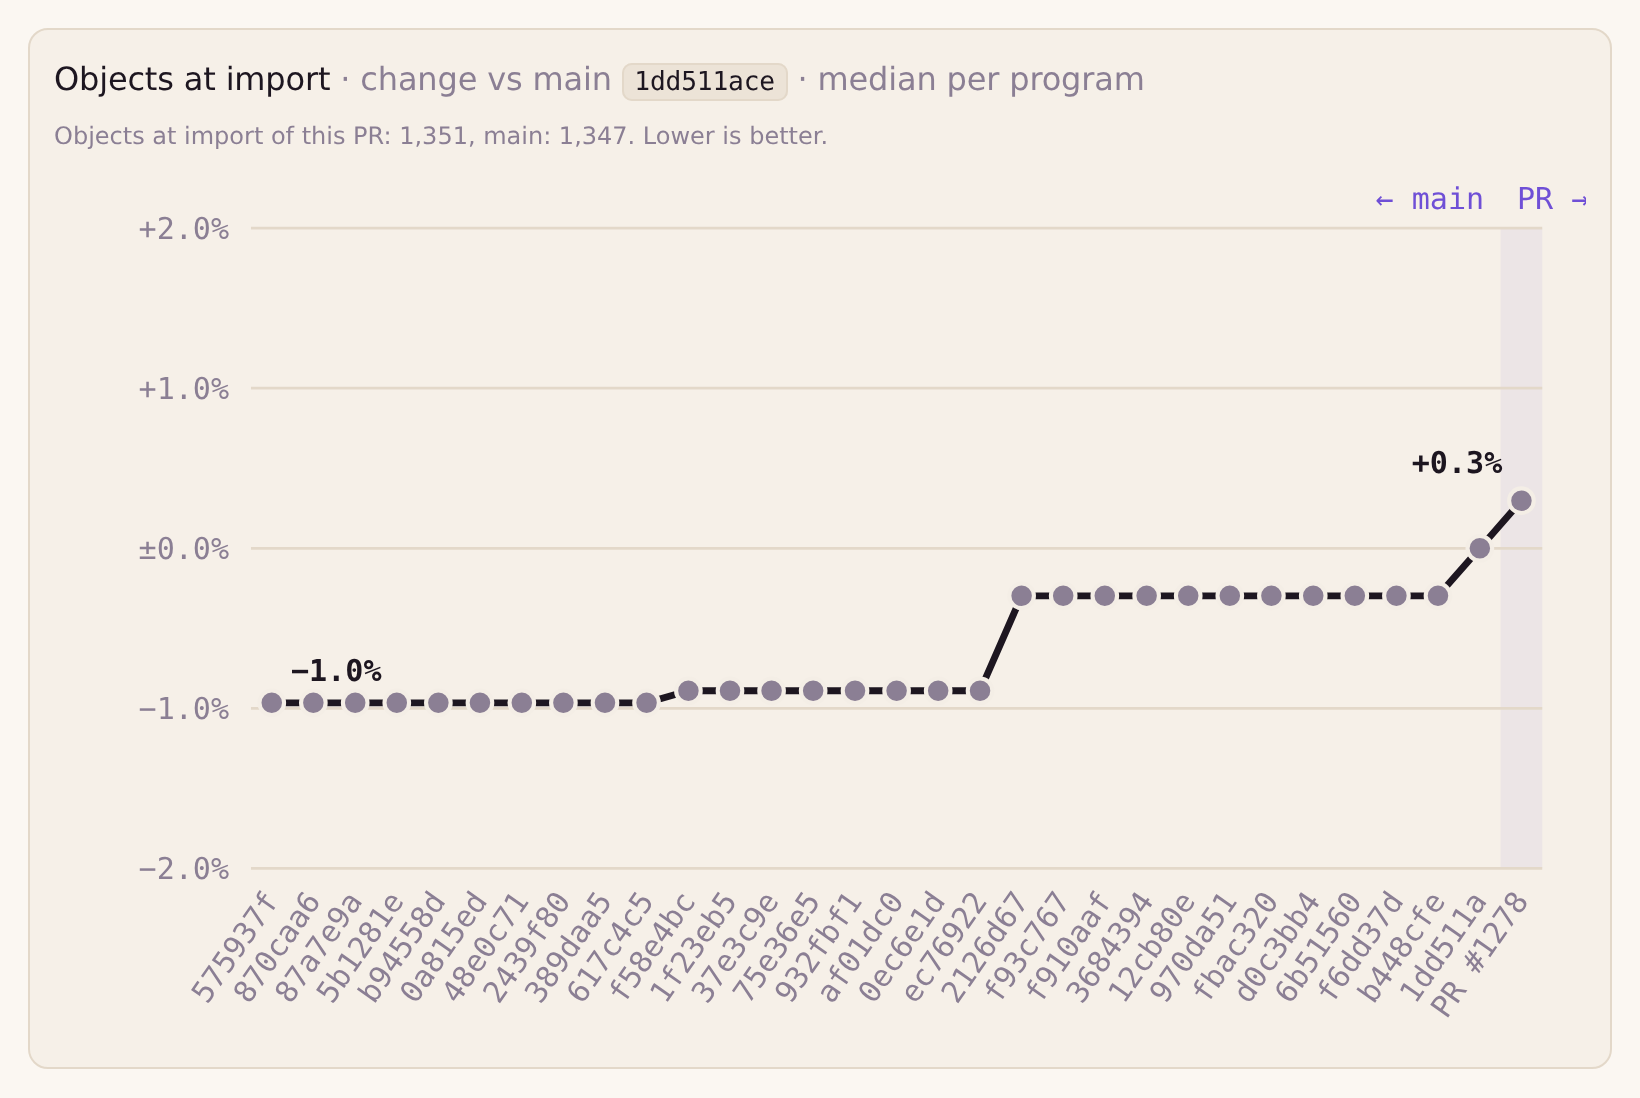 Objects at import · change vs main 1dd511ace · median per program
Objects at import of this PR: 1,351, main: 1,347. Lower is better.
← main PR →
+2.0%
+1.0%
+0.3%
±0.0%
−1.0%
−1.0%
−2.0%
575937f
870caa6
87a7e9a
5b1281e
b94558d
0a815ed
48e0c71
2439f80
389daa5
617c4c5
f58e4bc
1f23eb5
37e3c9e
75e36e5
932fbf1
af01dc0
0ec6e1d
ec76922
2126d67
f93c767
f910aaf
3684394
12cb80e
970da51
fbac320
d0c3bb4
6b51560
f6dd37d
b448cfe
1dd511a
PR #1278